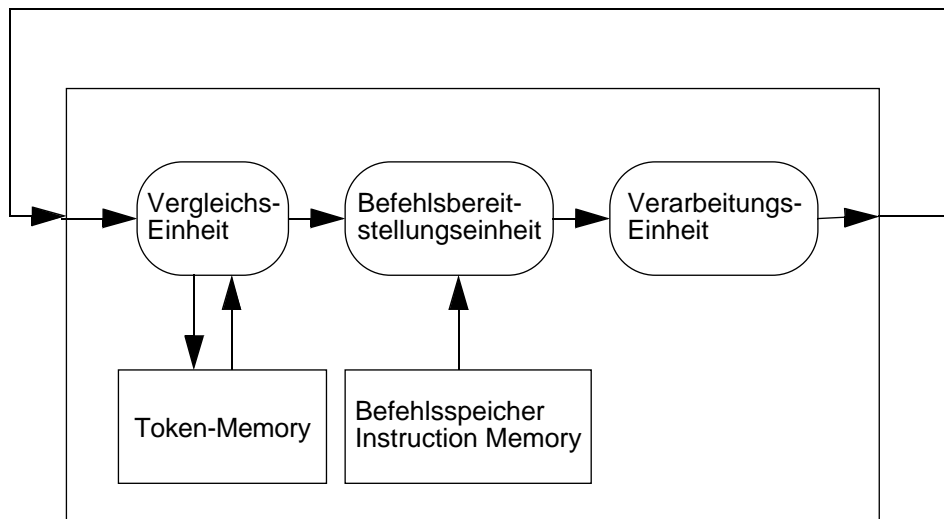 Vergleichs-
Einheit
Befehlsbereit-
stellungseinheit
Verarbeitungs-
Einheit
Token-Memory
Befehlsspeicher
Instruction Memory